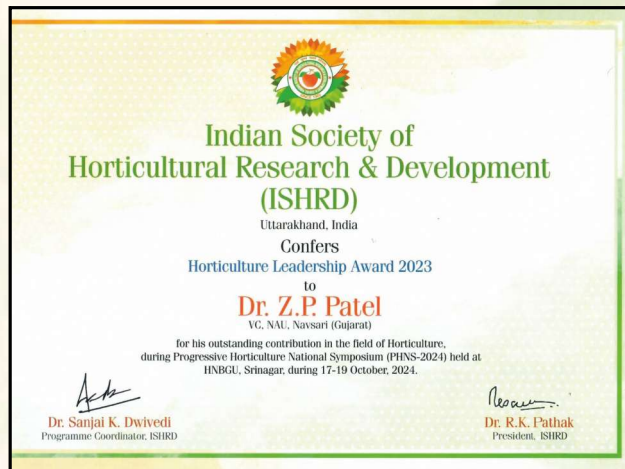 Indian Society of
Horticultural Research & Development
(ISHRD)
Uttarakhand, India
Confers
Horticulture Leadership Award 2023
to
Dr. Z.P. Patel
VC, NAU, Navsari (Gujarat)
for his outstanding contribution in the field of Horticulture,
during Progressive Horticulture National Symposium (PHNS-2024) held at
HNBGU, Srinagar, during 17-19 October, 2024.
Dr. Sanjai K. Dwivedi
Programme Coordinator, ISHRD
Dr. R.K. Pathak
President, ISHRD